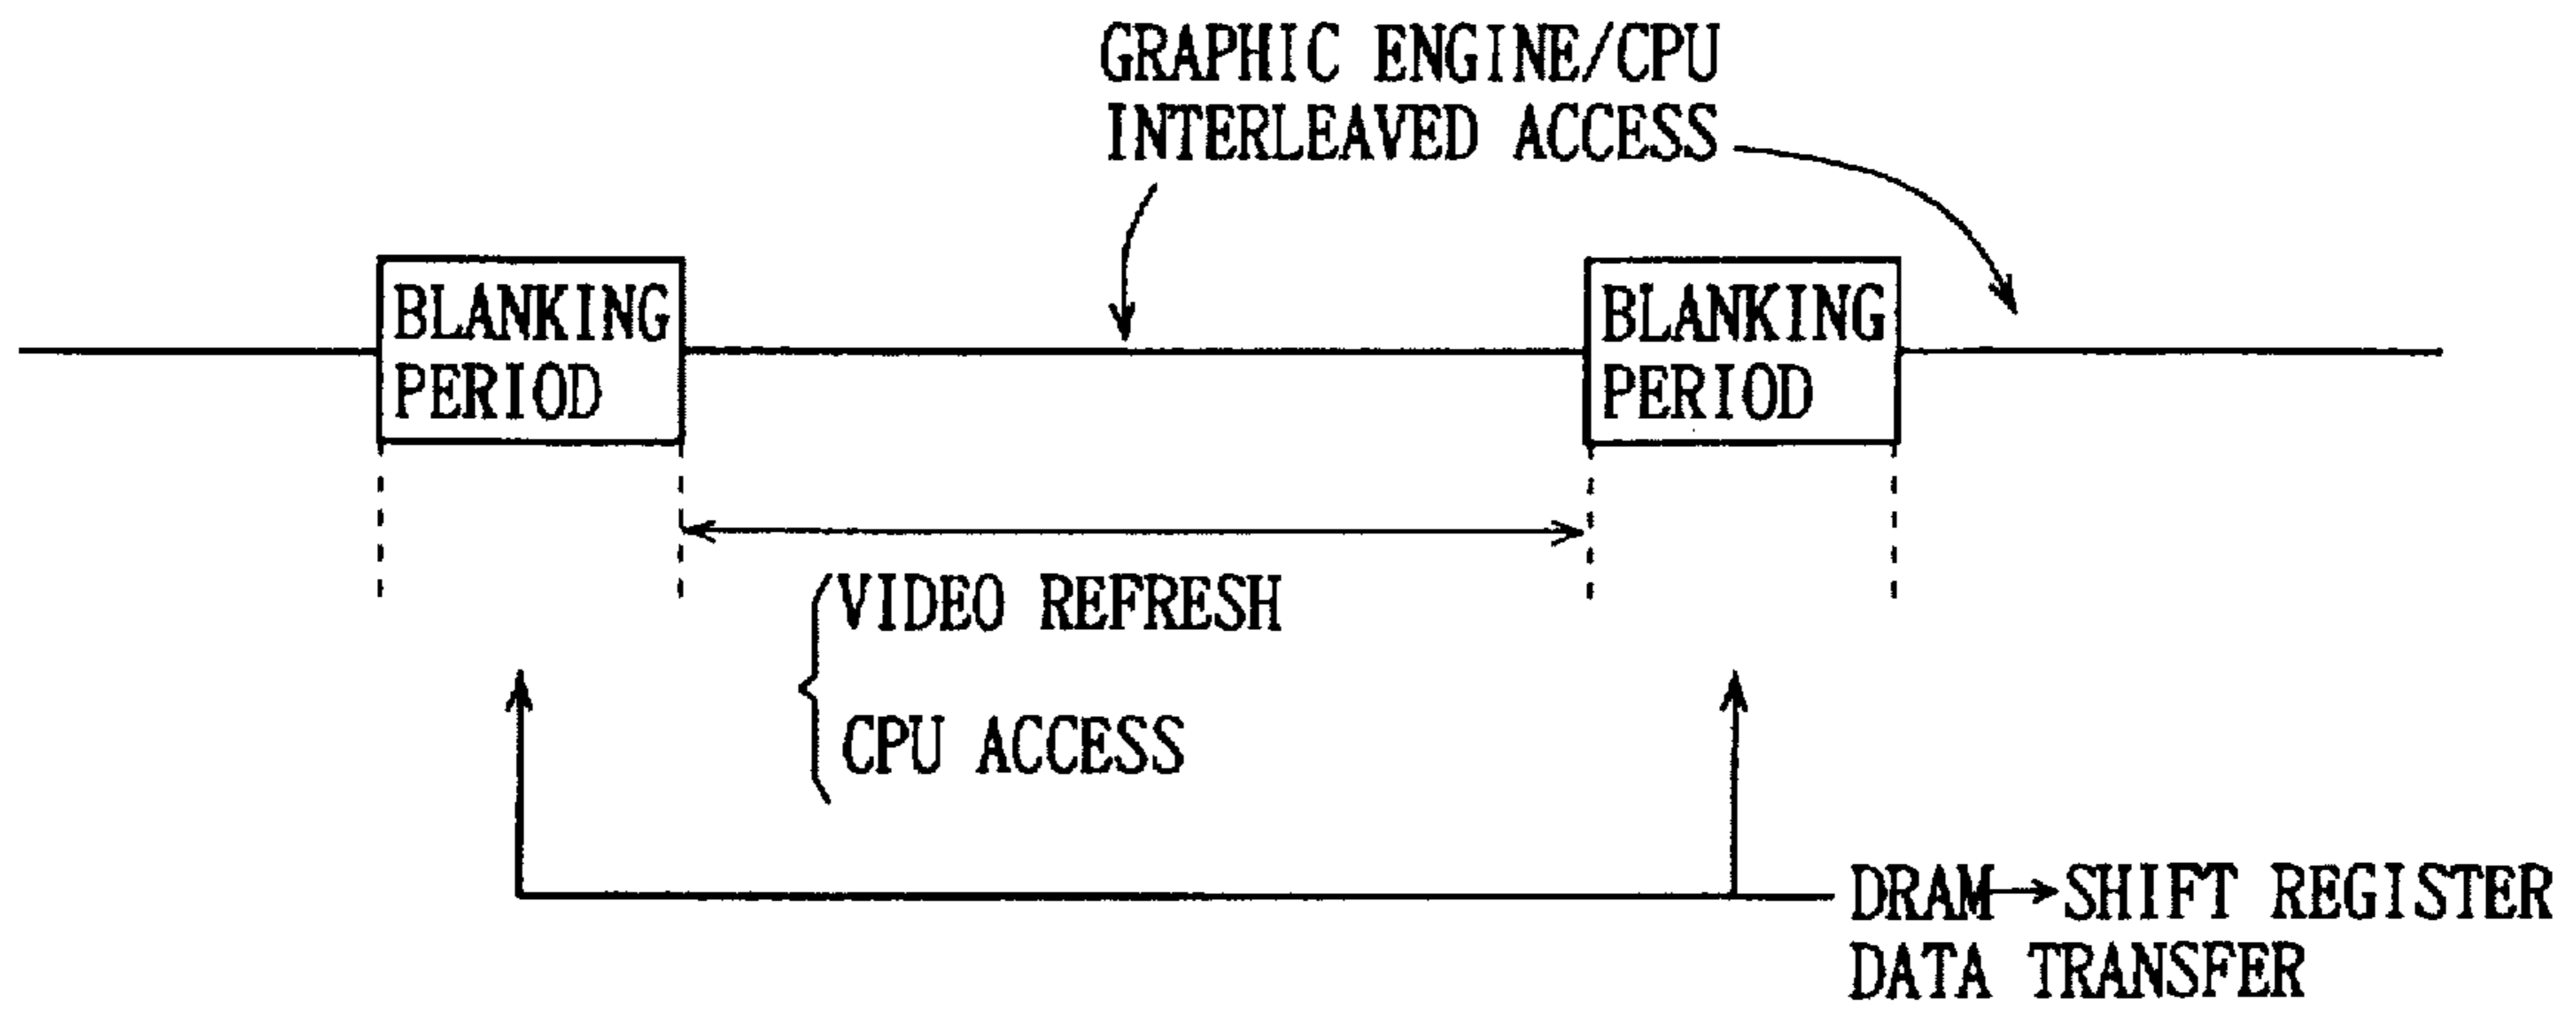 GRAPHIC ENGINE/CPU
INTERLEAVED ACCESS
BLANKING
PERIOD
BLANKING
PERIOD
VIDEO REFRESH
CPU ACCESS
DRAM→SHIFT REGISTER
DATA TRANSFER